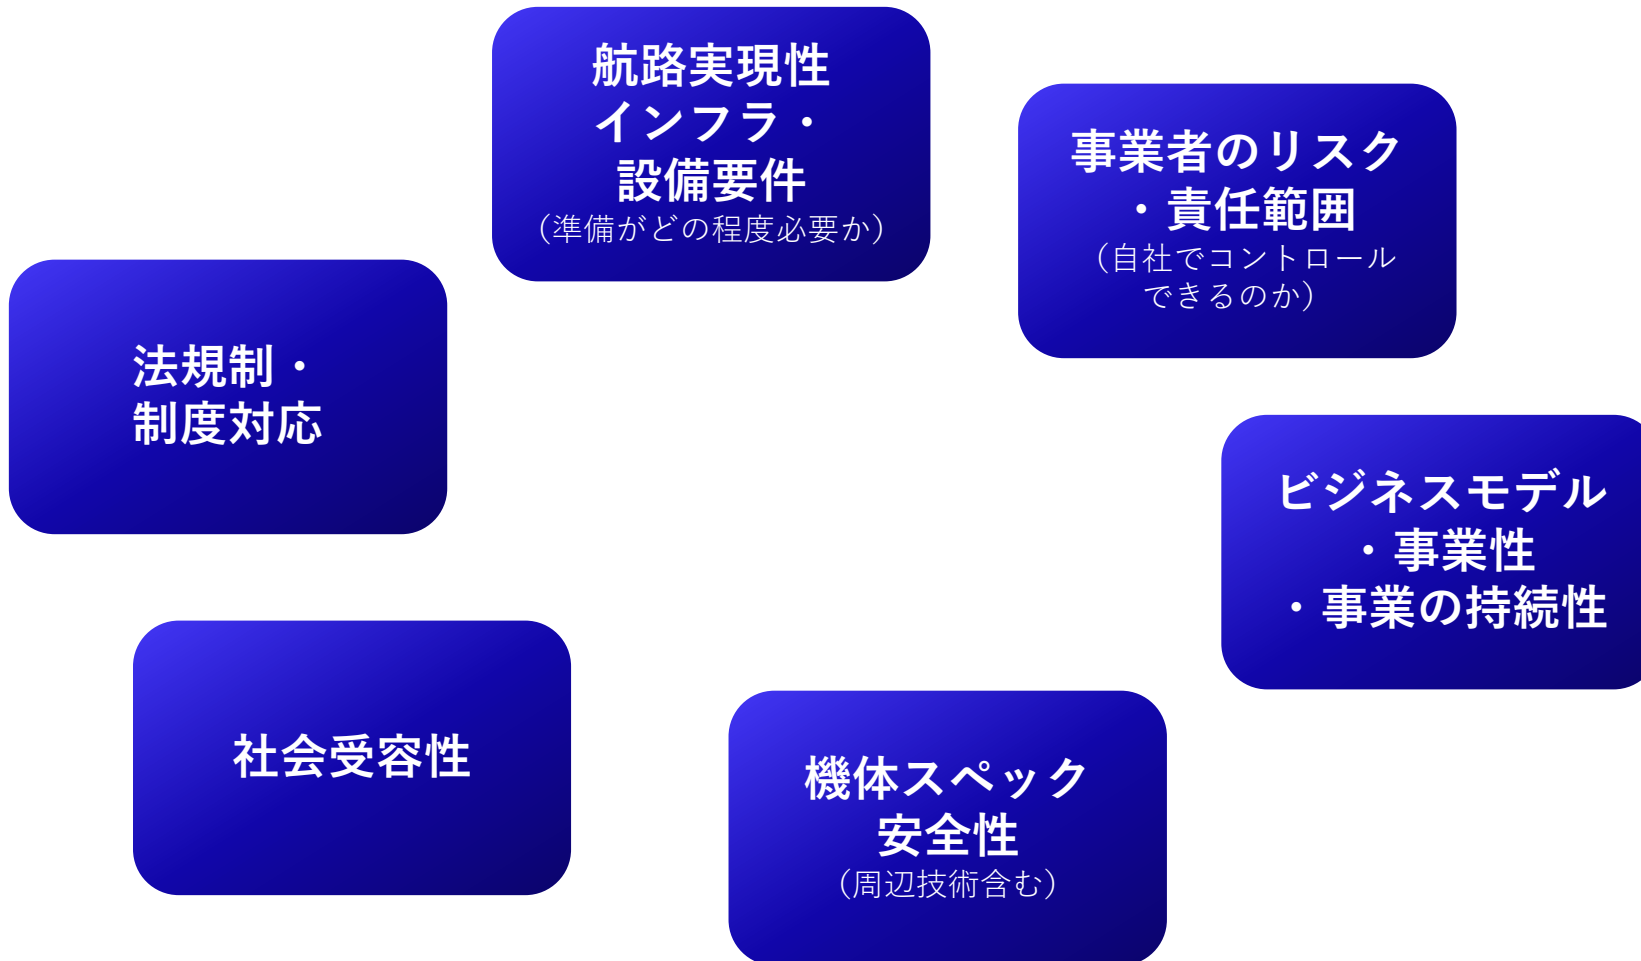 航路実現性
インフラ・
設備要件
（準備がどの程度必要か）
事業者のリスク
・責任範囲
（自社でコントロール
できるのか）
法規制・
制度対応
ビジネスモデル
・事業性
・事業の持続性
社会受容性
機体スペック
安全性
（周辺技術含む）